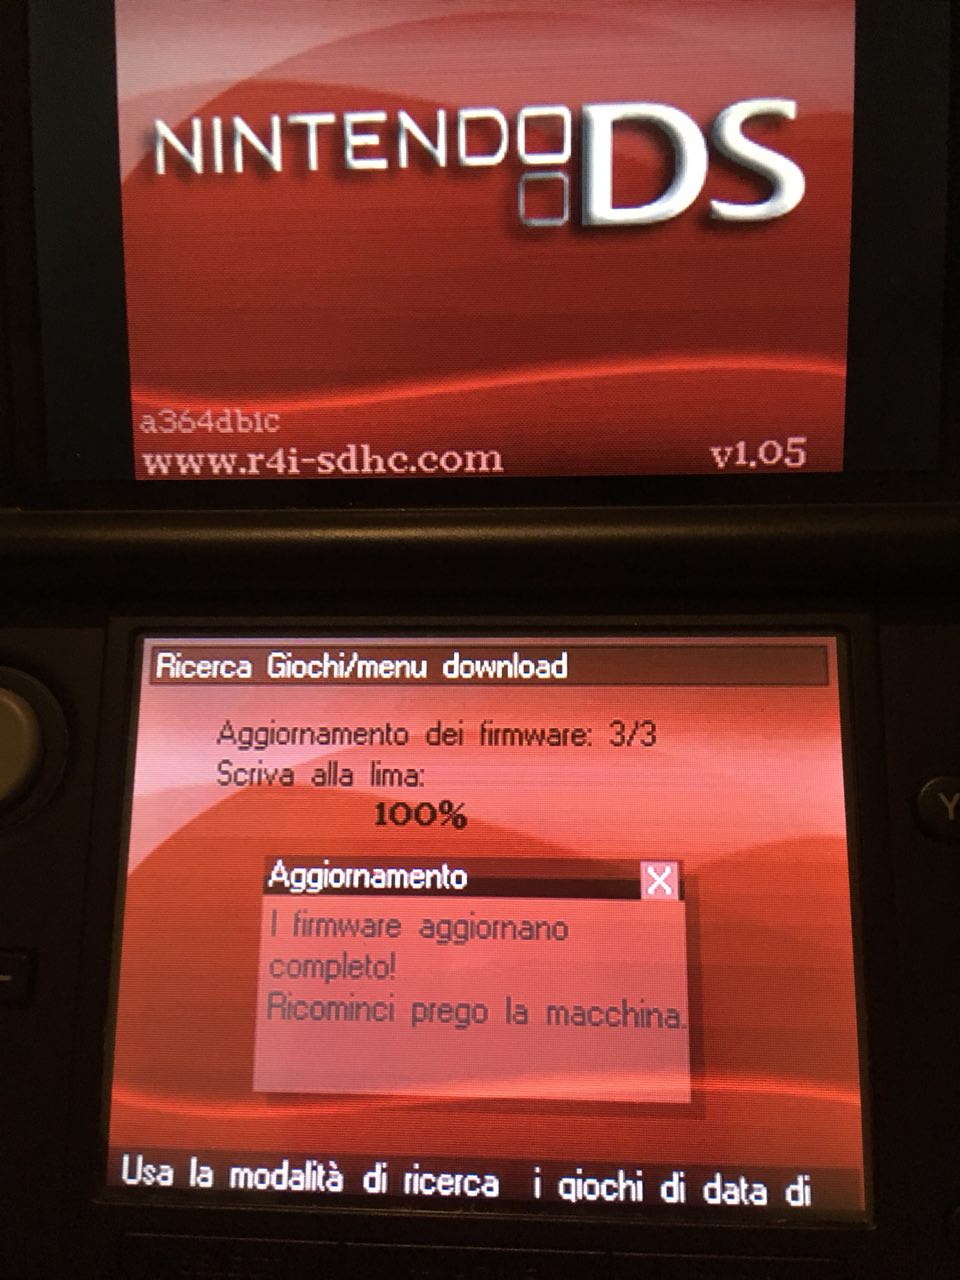 NINTENDO DS
a364db1c
www.r4i-sdhc.com v1.05
Ricerca Giochi/menu download
Aggiornamento dei firmware: 3/3
Scriva alla lima:
100%
Aggiornamento X
I firmware aggiornano
completo!
Ricominci prego la macchina.
Usa la modalità di ricerca i giochi di data di
Y